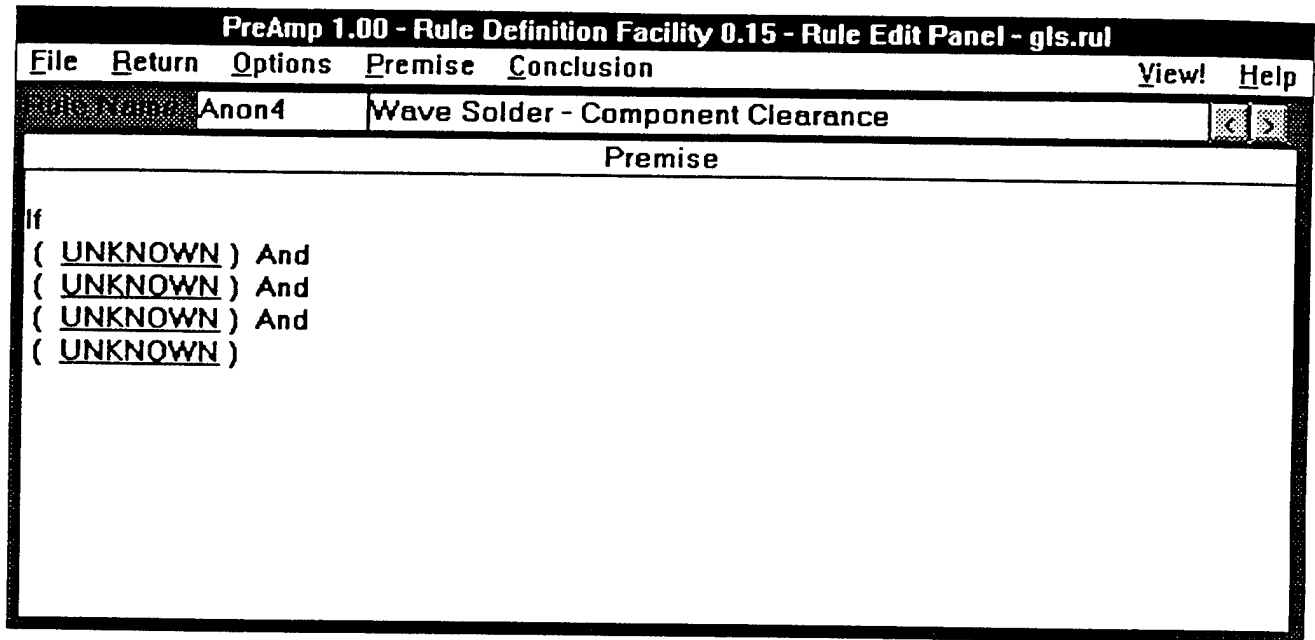 PreAmp 1.00 - Rule Definition Facility 0.15 - Rule Edit Panel - gls.rul
File Return Options Premise Conclusion View! Help
Rule Name Anon4 Wave Solder - Component Clearance < >
Premise
If
( UNKNOWN ) And
( UNKNOWN ) And
( UNKNOWN ) And
( UNKNOWN )